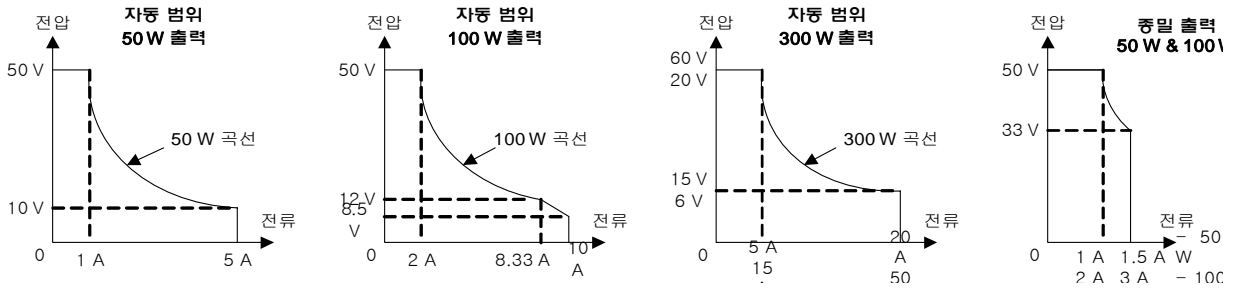 자동 범위
50 W 출력
전압
50 V
50 W 곡선
10 V
전류
0
1 A
5 A
자동 범위
100 W 출력
전압
50 V
100 W 곡선
12 V
8.5
V
전류
0
2 A
8.33 A
10
A
자동 범위
300 W 출력
전압
60 V
20 V
300 W 곡선
15 V
6 V
전류
0
5 A
15
20
A
50
종밀 출력
50 W & 100
전압
50 V
33 V
전류
0
1 A
1.5 A
– 50
W
2 A
3 A
– 100